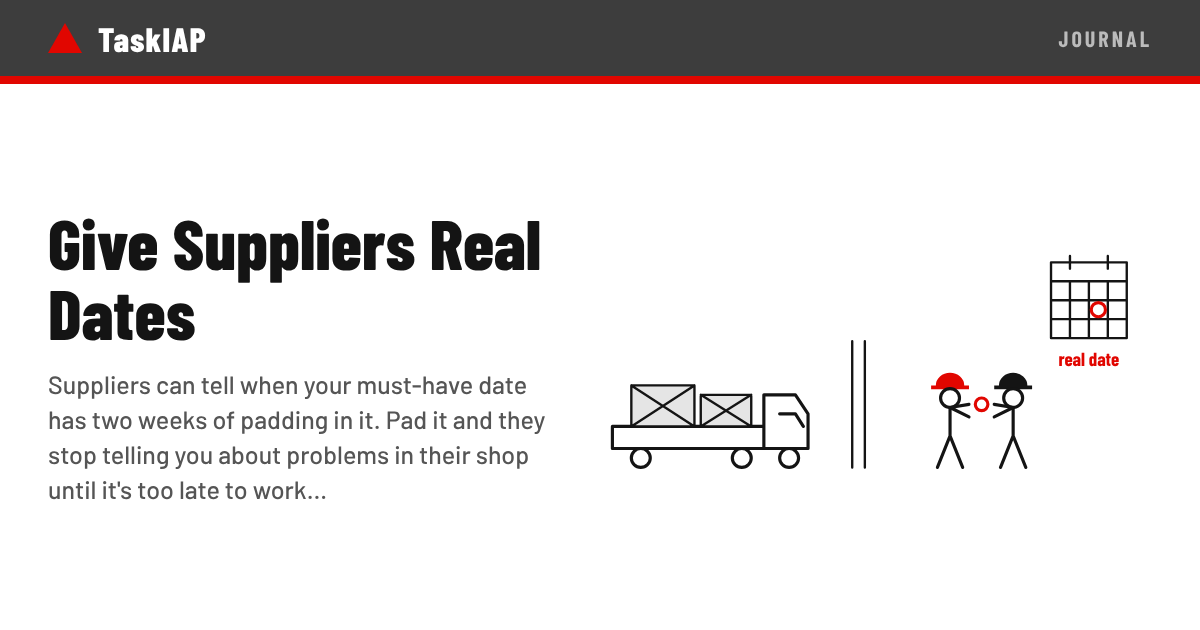 TaskIAP
JOURNAL
Give Suppliers Real
Dates
Suppliers can tell when your must-have date
has two weeks of padding in it. Pad it and they
stop telling you about problems in their shop
until it's too late to work...
real date